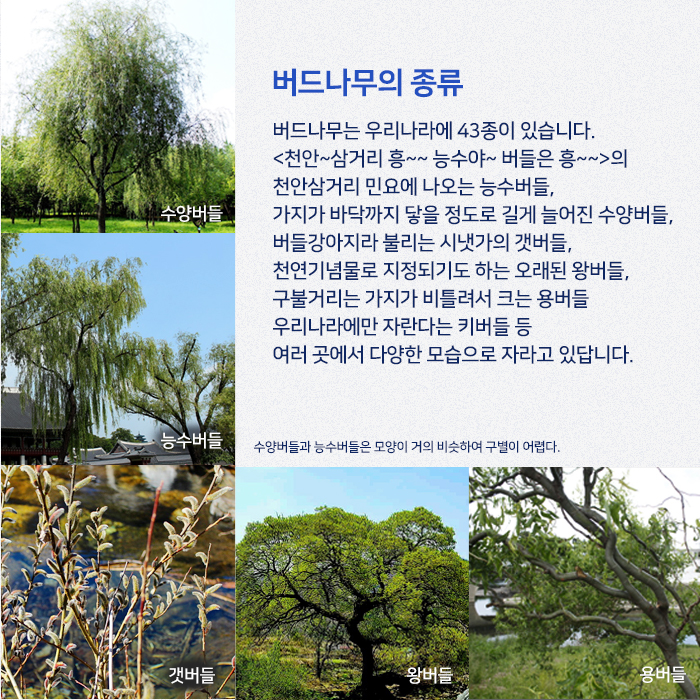 버드나무의 종류
버드나무는 우리나라에 43종이 있습니다.
<천안~삼거리 흥~~ 능수야~ 버들은 흥~~>의
천안삼거리 민요에 나오는 능수버들,
가지가 바닥까지 닿을 정도로 길게 늘어진 수양버들,
버들강아지라 불리는 시냇가의 갯버들,
천연기념물로 지정되기도 하는 오래된 왕버들,
구불거리는 가지가 비틀려서 크는 용버들
우리나라에만 자란다는 키버들 등
여러 곳에서 다양한 모습으로 자라고 있답니다.
수양버들
능수버들
수양버들과 능수버들은 모양이 거의 비슷하여 구별이 어렵다.
갯버들
왕버들
용버들